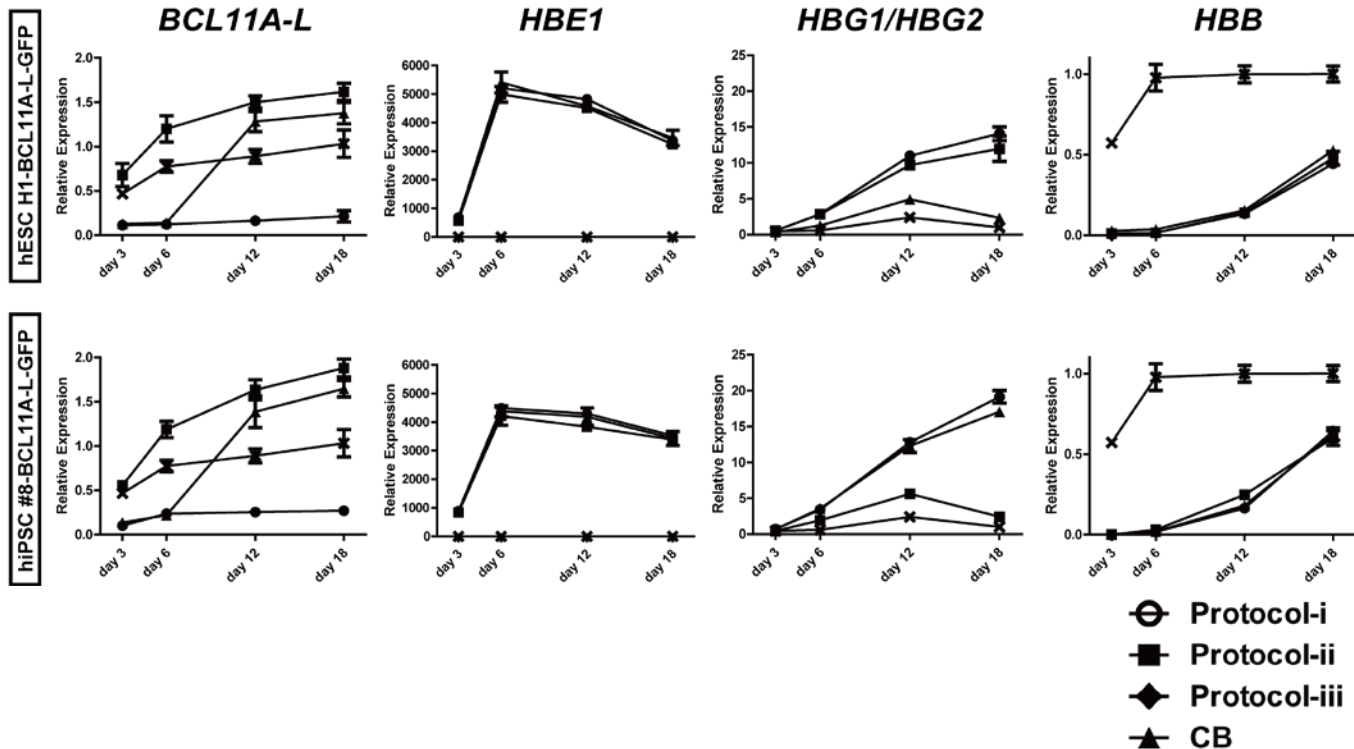 BCL11A-L HBE1 HBG1/HBG2 HBB
hESC H1-BCL11A-L-GFP
Relative Expression
2.0
1.5
1.0
0.5
0.0
day 3 day 6 day 12 day 18
Relative Expression
6000
5000
4000
3000
2000
1000
0
day 3 day 6 day 12 day 18
Relative Expression
25
20
15
10
5
0
day 3 day 6 day 12 day 18
Relative Expression
1.0
0.5
0.0
day 3 day 6 day 12 day 18
hiPSC #8-BCL11A-L-GFP
Relative Expression
2.0
1.5
1.0
0.5
0.0
day 3 day 6 day 12 day 18
Relative Expression
6000
5000
4000
3000
2000
1000
0
day 3 day 6 day 12 day 18
Relative Expression
25
20
15
10
5
0
day 3 day 6 day 12 day 18
Relative Expression
1.0
0.5
0.0
day 3 day 6 day 12 day 18
Protocol-i
Protocol-ii
Protocol-iii
CB